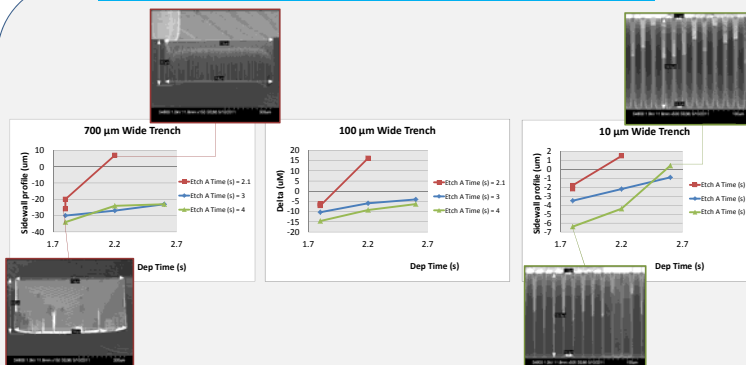 700 µm Wide Trench
Sidewall profile (um)
10
0
-10
-20
-30
-40
1.7
2.2
2.7
Dep Time (s)
Etch A Time (s) = 2.1
Etch A Time (s) = 3
Etch A Time (s) = 4
100 µm Wide Trench
Delta (uM)
20
15
10
5
0
-5
-10
-15
-20
1.7
2.2
2.7
Dep Time (s)
Etch A Time (s) = 2.1
Etch A Time (s) = 3
Etch A Time (s) = 4
10 µm Wide Trench
Sidewall profile (um)
2
1
0
-1
-2
-3
-4
-5
-6
-7
1.7
2.2
2.7
Dep Time (s)
Etch A Time (s)
Etch A Time (s)
Etch A Time (s)